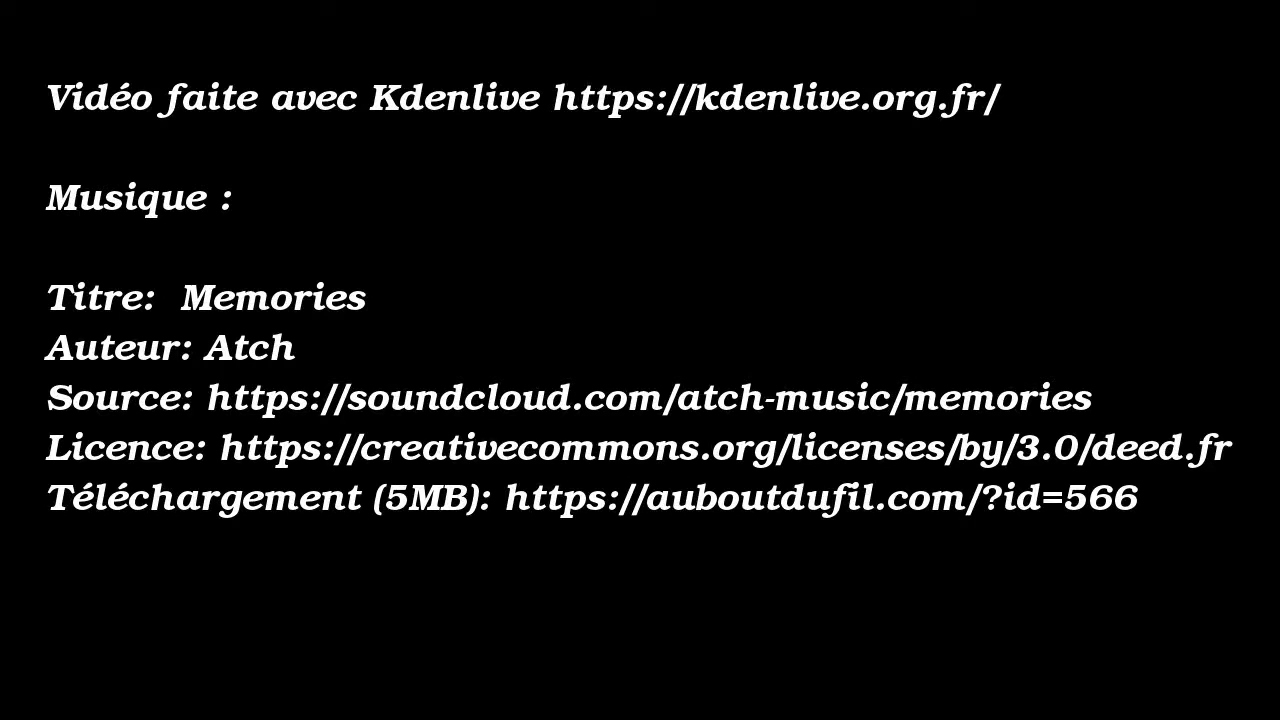 Vidéo faite avec Kdenlive https://kdenlive.org.fr/
Musique :
Titre:  Memories
Auteur: Atch
Source: https://soundcloud.com/atch-music/memories
Licence: https://creativecommons.org/licenses/by/3.0/deed.fr
Téléchargement (5MB): https://auboutdufil.com/?id=566